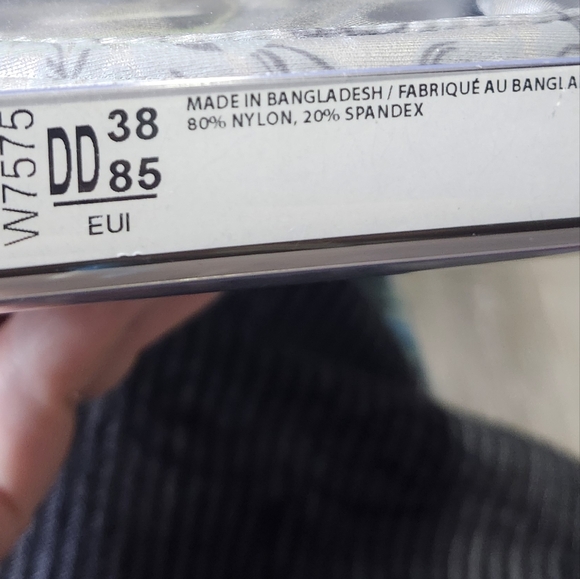 W7575
DD 38
85
EUI
MADE IN BANGLADESH / FABRIQUÉ AU BANGLA
80% NYLON, 20% SPANDEX